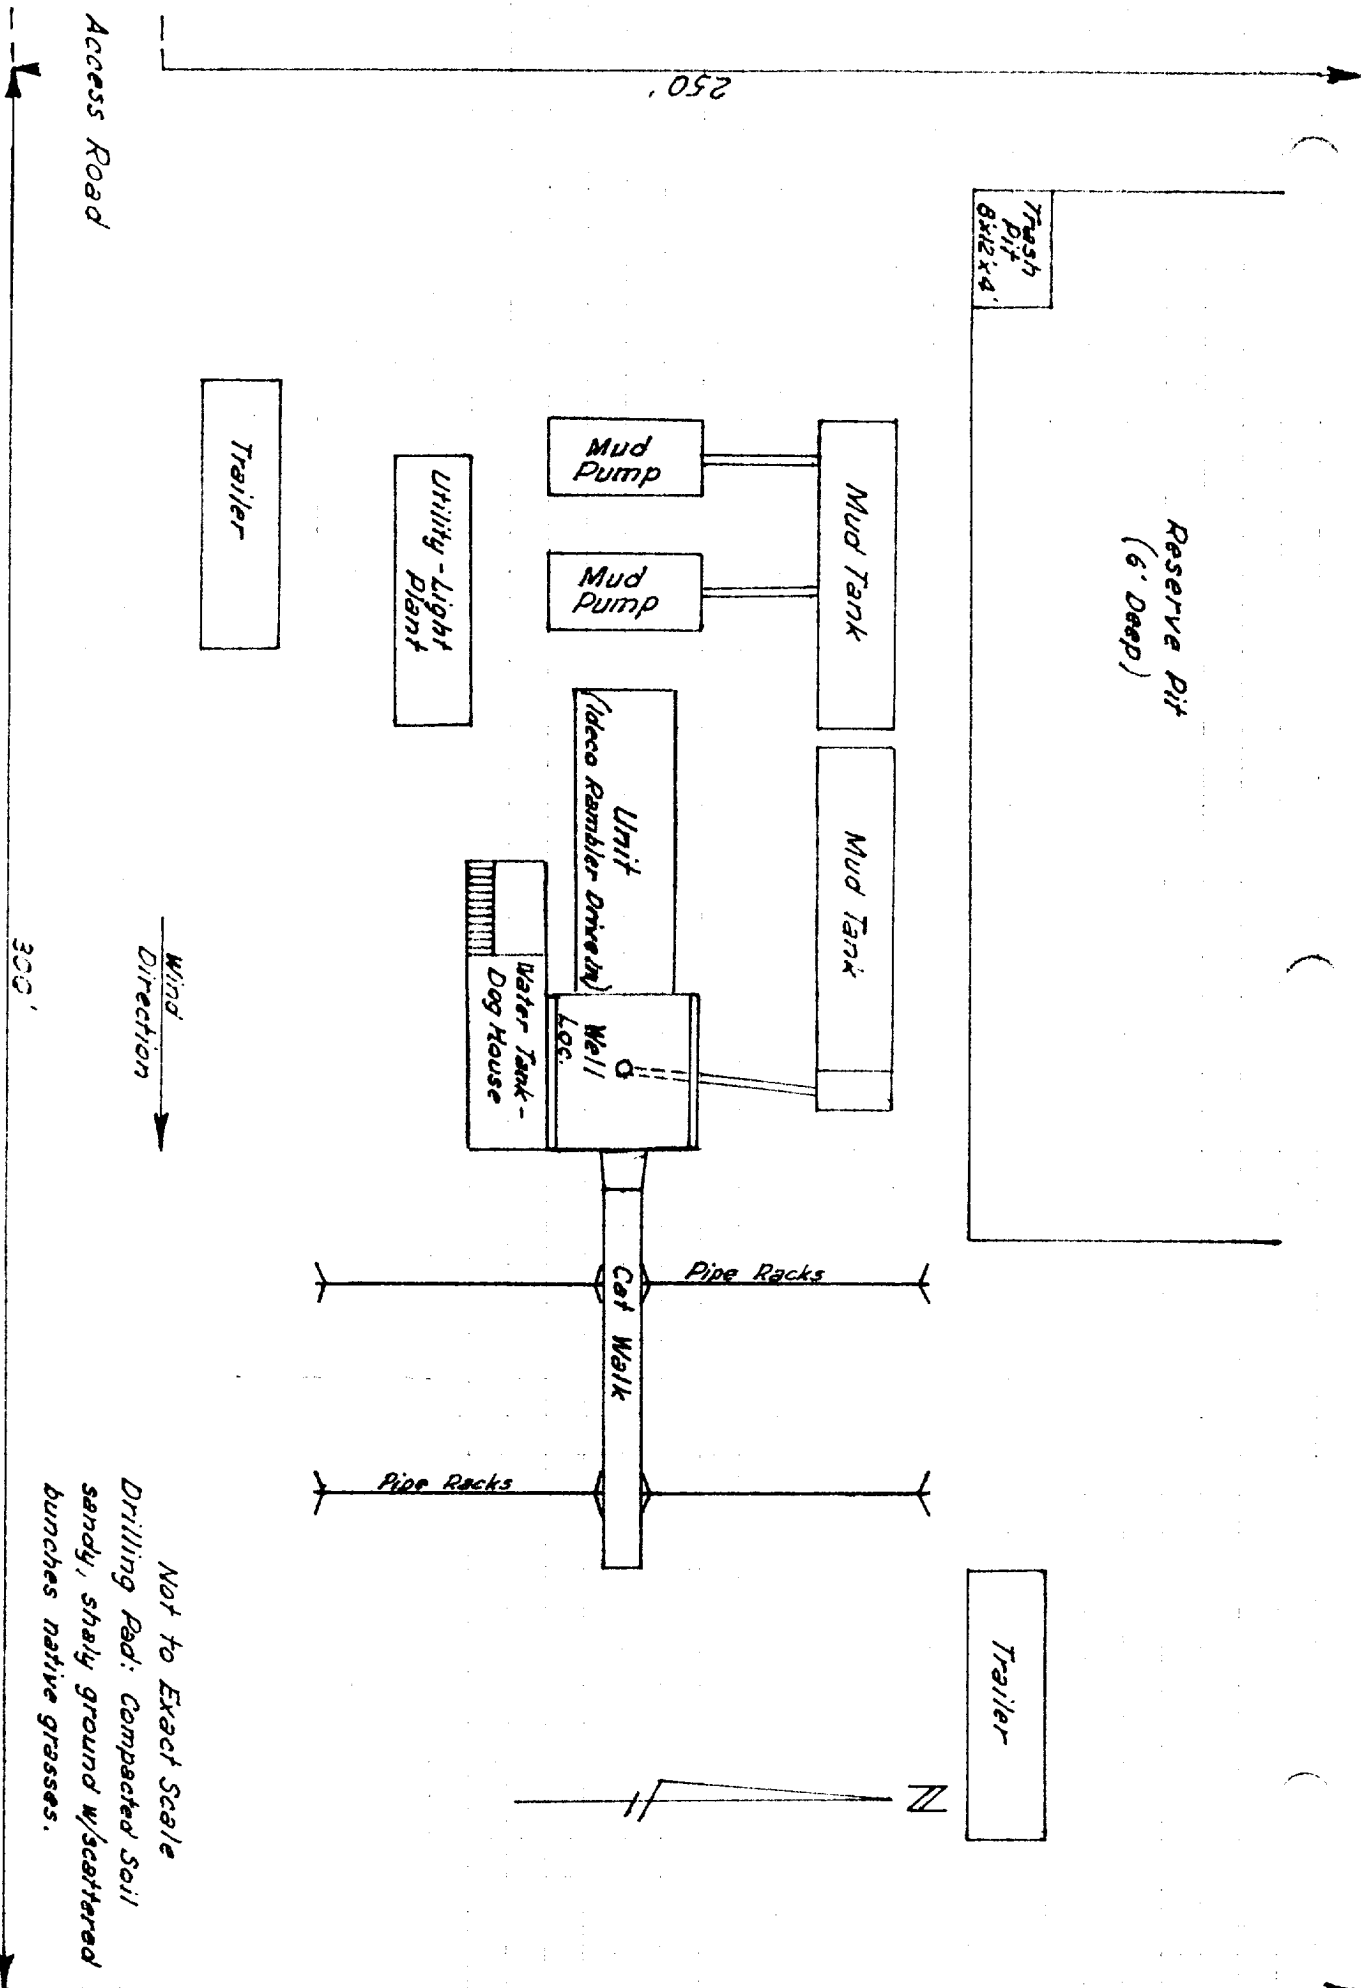 250'
Trash
Pit
8'x12'x4'
Reserve Pit
(6' Deep)
Mud Tank
Mud Tank
Mud
Pump
Mud
Pump
Unit
(Ideco Rambler Drive in)
Well
Loc.
Water Tank -
Dog House
Utility-Light
Plant
Trailer
Cat Walk
Pipe Racks
Pipe Racks
Trailer
N
Access Road
Wind
Direction
300'
Not to Exact Scale
Drilling Pad: Compacted Soil
sandy, shaly ground w/scattered
bunches native grasses.